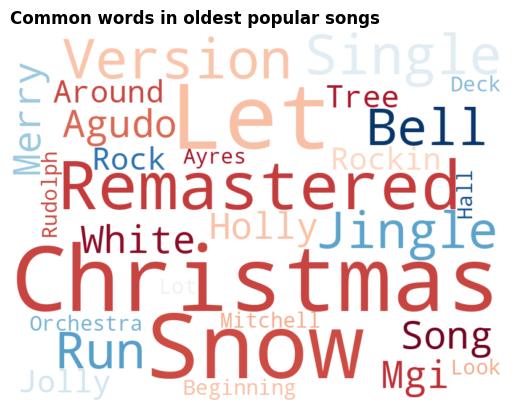 Common words in oldest popular songs
Version Single
Merry Around Let Tree Deck
Agudo Bell
Rock Ayres Rockin
Rudolph Remastered Hall
White Holly Jingle
Christmas
Lot
Orchestra Snow Mitchell Song
Run
Jolly Beginning Mgi Look